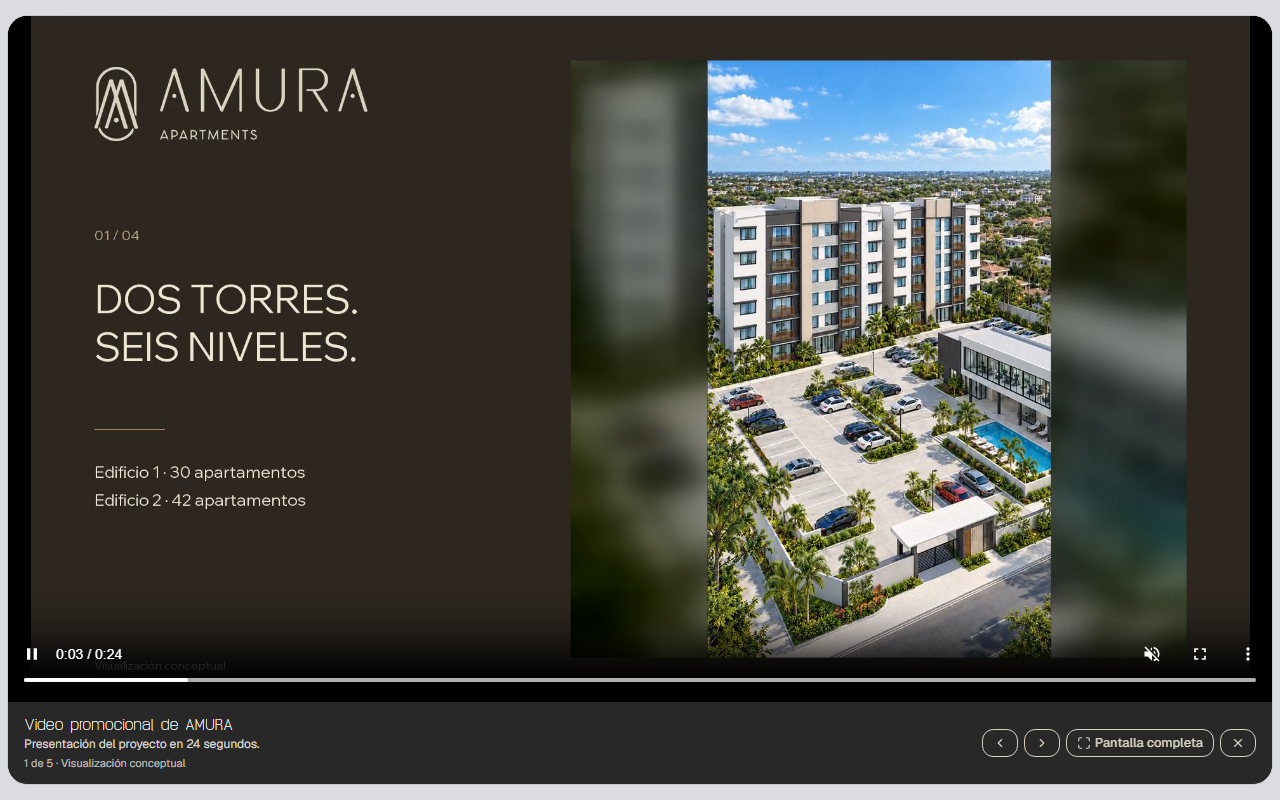 AMURA
APARTMENTS
01 / 04
DOS TORRES.
SEIS NIVELES.
Edificio 1 · 30 apartamentos
Edificio 2 · 42 apartamentos
Visualización conceptual
0:03 / 0:24
Video promocional de AMURA
Presentación del proyecto en 24 segundos.
1 de 5 · Visualización conceptual
Pantalla completa